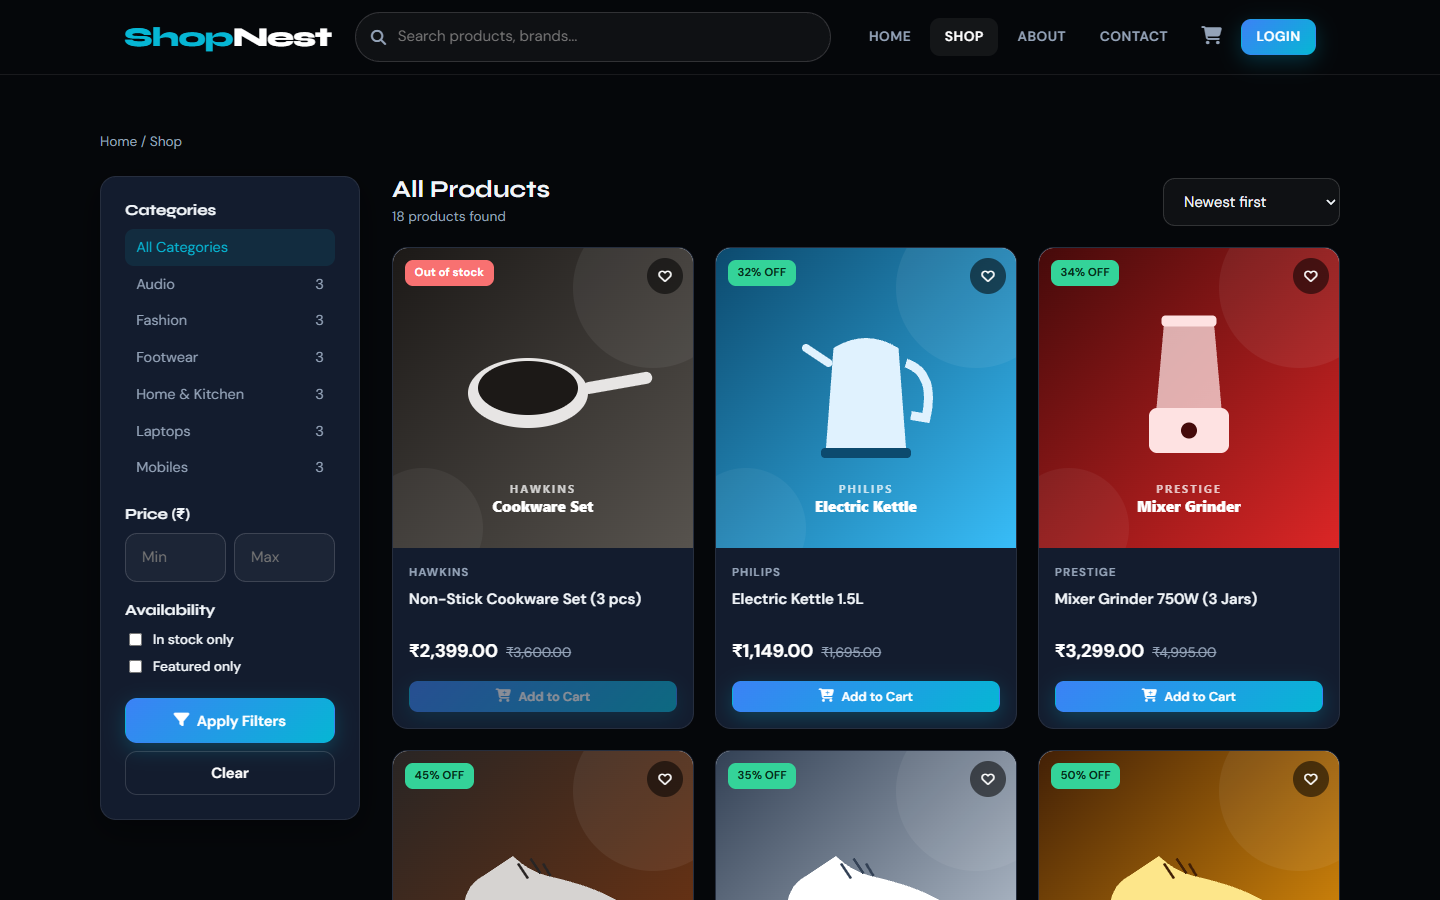 ShopNest
Search products, brands...
HOME
SHOP
ABOUT
CONTACT
LOGIN
Home / Shop
Categories
All Categories
Audio 3
Fashion 3
Footwear 3
Home & Kitchen 3
Laptops 3
Mobiles 3
Price (₹)
Min
Max
Availability
In stock only
Featured only
Apply Filters
Clear
All Products
18 products found
Newest first
Out of stock
HAWKINS
Cookware Set
HAWKINS
Non-Stick Cookware Set (3 pcs)
₹2,399.00 ₹3,600.00
Add to Cart
32% OFF
PHILIPS
Electric Kettle
PHILIPS
Electric Kettle 1.5L
₹1,149.00 ₹1,695.00
Add to Cart
34% OFF
PRESTIGE
Mixer Grinder
PRESTIGE
Mixer Grinder 750W (3 Jars)
₹3,299.00 ₹4,995.00
Add to Cart
45% OFF
35% OFF
50% OFF